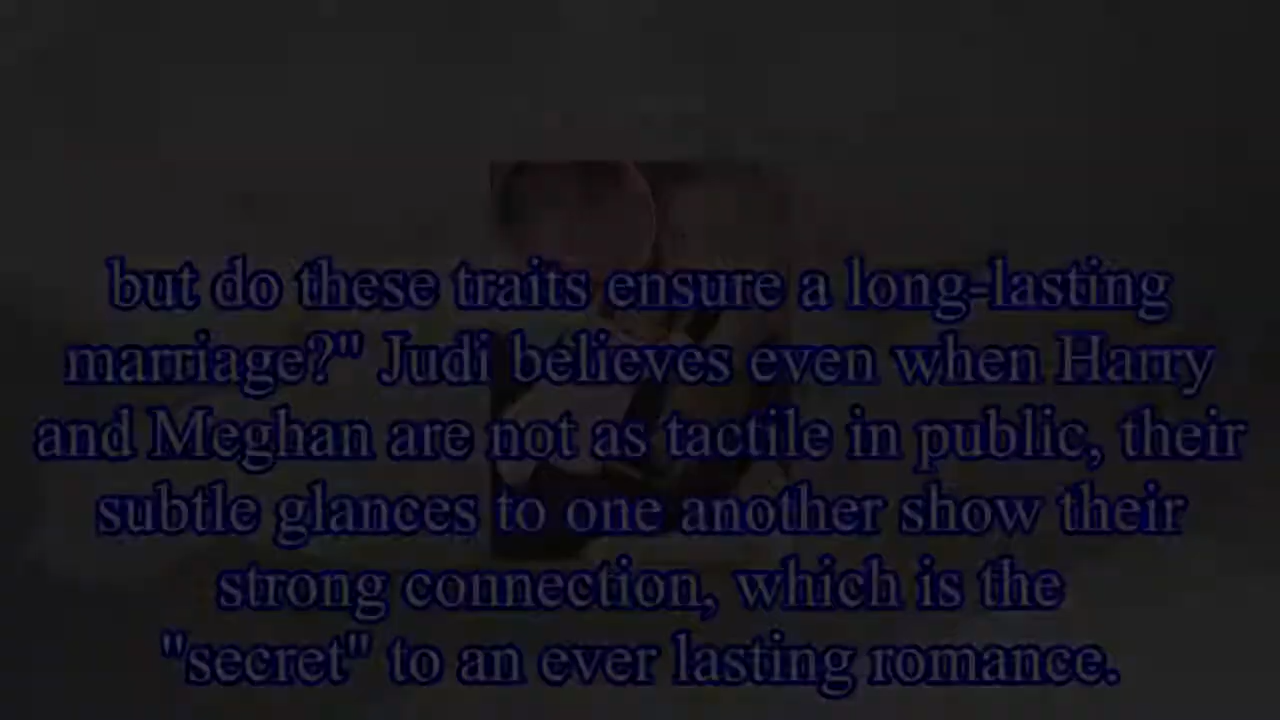 but do these traits ensure a long-lasting
marriage?" Judi believes even when Harry
and Meghan are not as tactile in public, their
subtle glances to one another show their
strong connection, which is the
"secret" to an ever lasting romance.